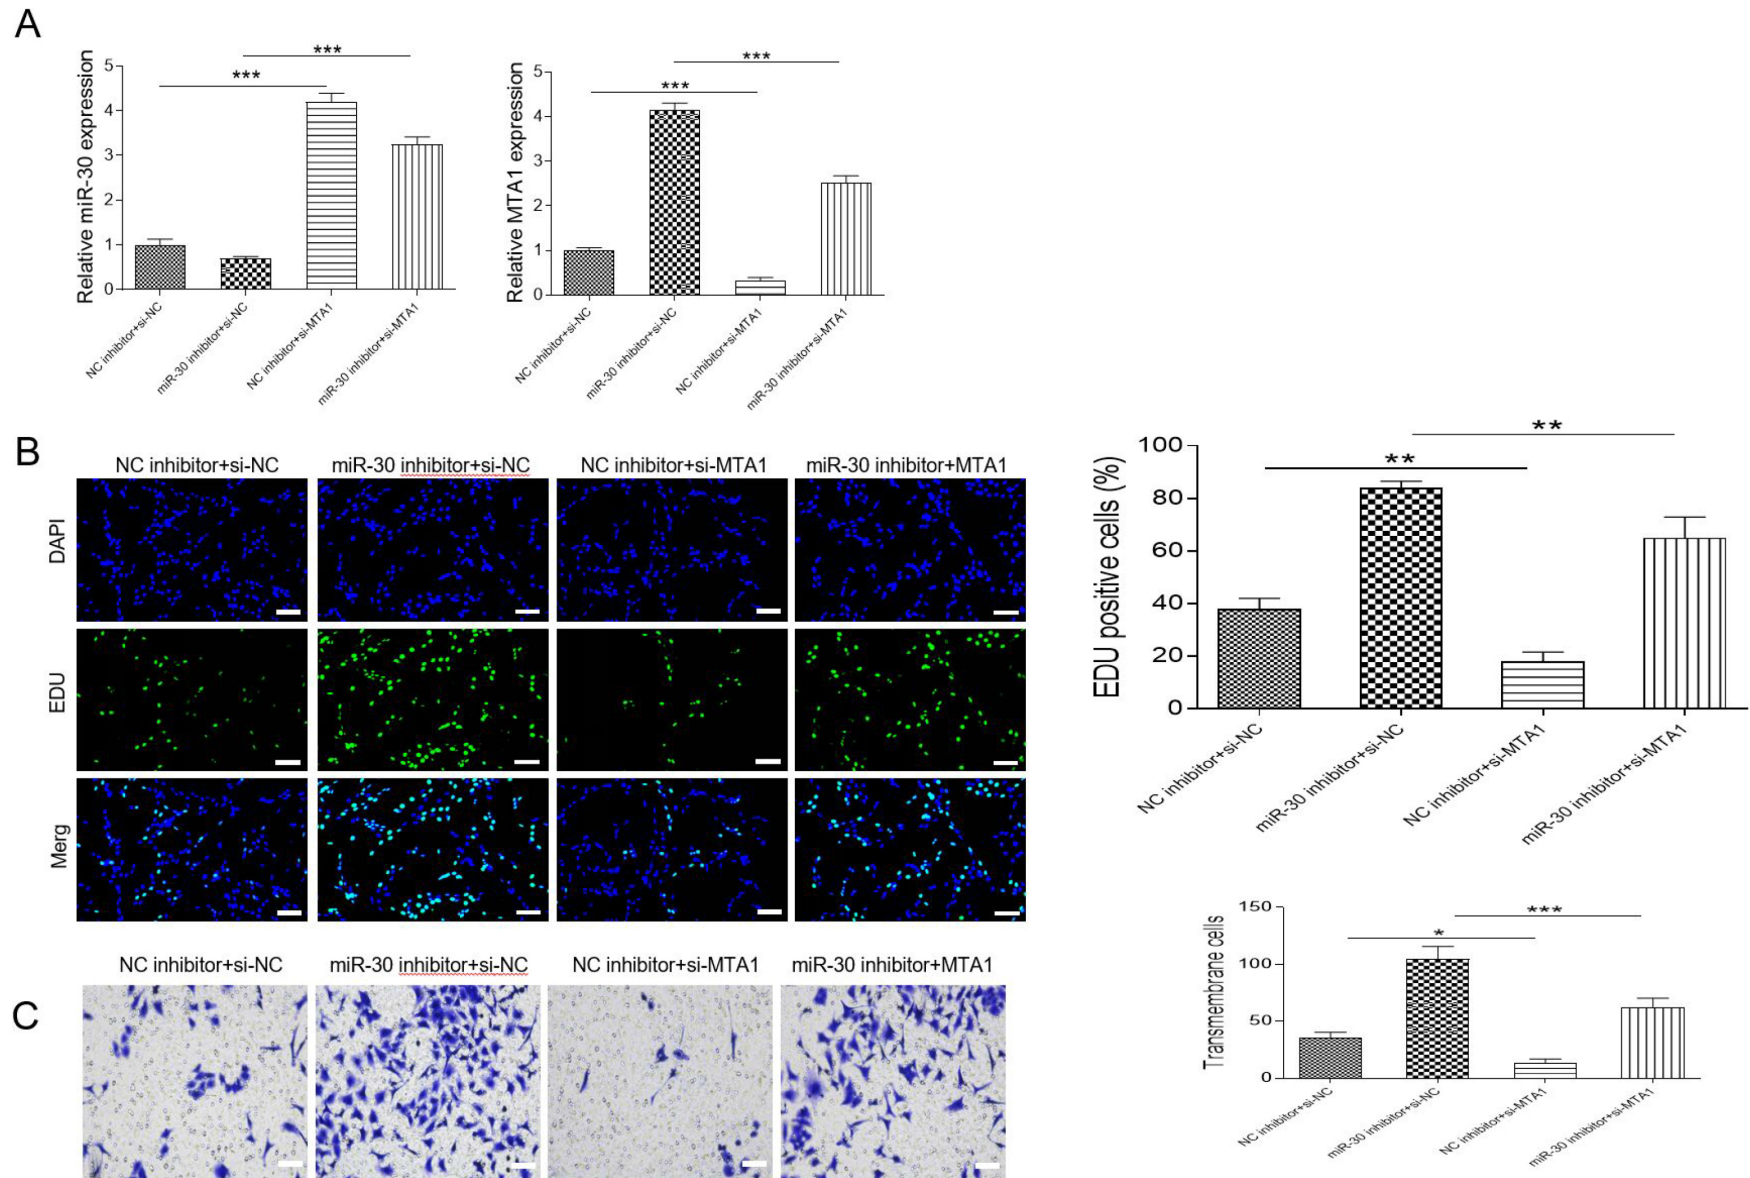 A
Relative miR-30 expression
5
4
3
2
1
0
***
***
NC inhibitor+si-NC
miR-30 inhibitor+si-NC
NC inhibitor+si-MTA1
miR-30 inhibitor+si-MTA1
Relative MTA1 expression
5
4
3
2
1
0
***
***
NC inhibitor+si-NC
miR-30 inhibitor+si-NC
NC inhibitor+si-MTA1
miR-30 inhibitor+si-MTA1
B
NC inhibitor+si-NC
miR-30 inhibitor+si-NC
NC inhibitor+si-MTA1
miR-30 inhibitor+MTA1
DAPI
EDU
Merg
EDU positive cells (%)
100
80
60
40
20
0
**
**
NC inhibitor+si-NC
miR-30 inhibitor+si-NC
NC inhibitor+si-MTA1
miR-30 inhibitor+si-MTA1
C
NC inhibitor+si-NC
miR-30 inhibitor+si-NC
NC inhibitor+si-MTA1
miR-30 inhibitor+MTA1
Transmembrane cells
150
100
50
0
***
*
NC inhibitor+si-NC
miR-30 inhibitor+si-NC
NC inhibitor+si-MTA1
miR-30 inhibitor+si-MTA1